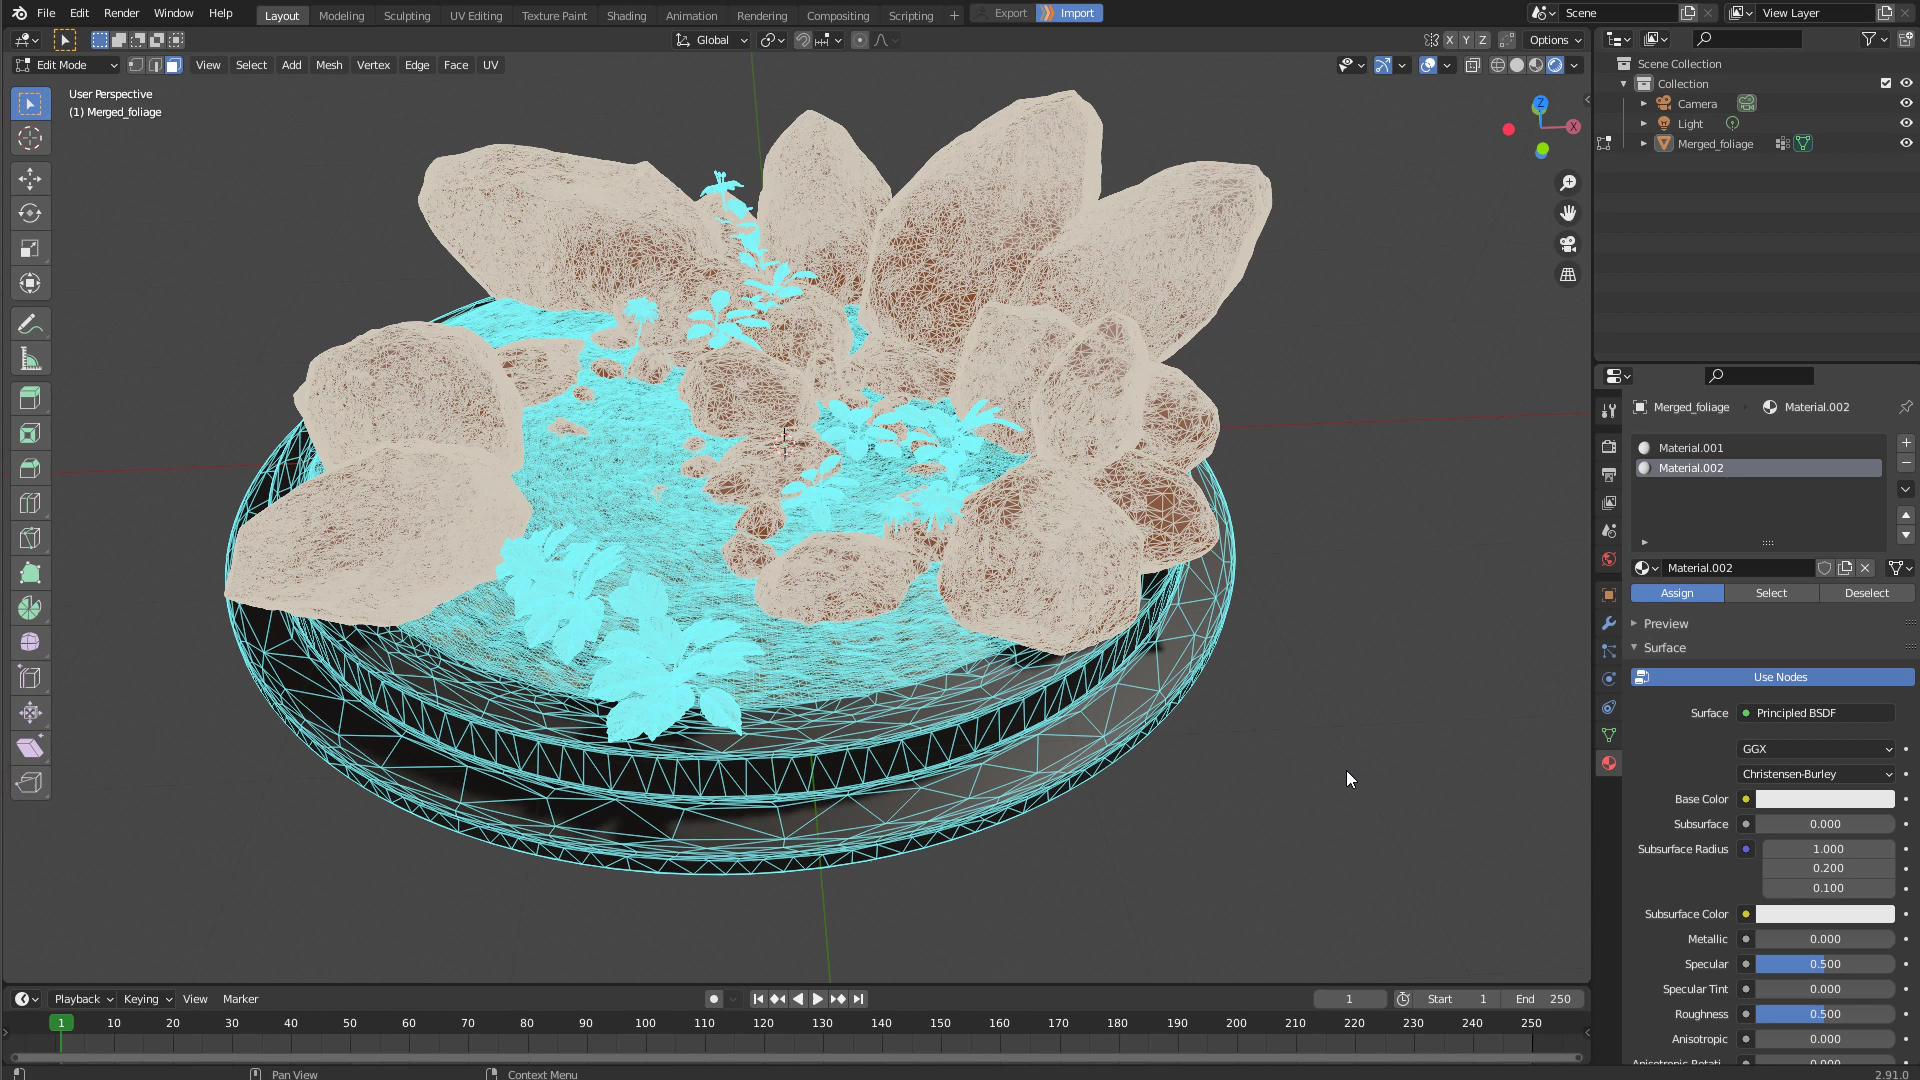 File Edit Render Window Help Layout Modeling Sculpting UV Editing Texture Paint Shading Animation Rendering Compositing Scripting + Export Import Scene View Layer
Global X Y Z Options
Edit Mode View Select Add Mesh Vertex Edge Face UV
User Perspective
(1) Merged_foliage
Z
X
Scene Collection
Collection
Camera
Light
Merged_foliage
Merged_foliage Material.002
Material.001
Material.002
Material.002
Assign Select Deselect
Preview
Surface
Use Nodes
Surface Principled BSDF
GGX
Christensen-Burley
Base Color
Subsurface 0.000
Subsurface Radius 1.000
0.200
0.100
Subsurface Color
Metallic 0.000
Specular 0.500
Specular Tint 0.000
Roughness 0.500
Anisotropic 0.000
Playback Keying View Marker 1 Start 1 End 250
1 10 20 30 40 50 60 70 80 90 100 110 120 130 140 150 160 170 180 190 200 210 220 230 240 250
Pan View Context Menu 2.91.0